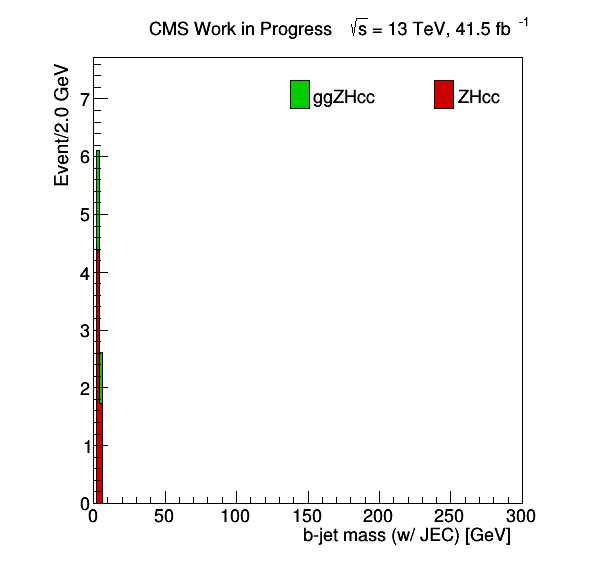 CMS Work in Progress √s = 13 TeV, 41.5 fb⁻¹
Event/2.0 GeV
ggZHcc ZHcc
7
6
5
4
3
2
1
0
0 50 100 150 200 250 300
b-jet mass (w/ JEC) [GeV]